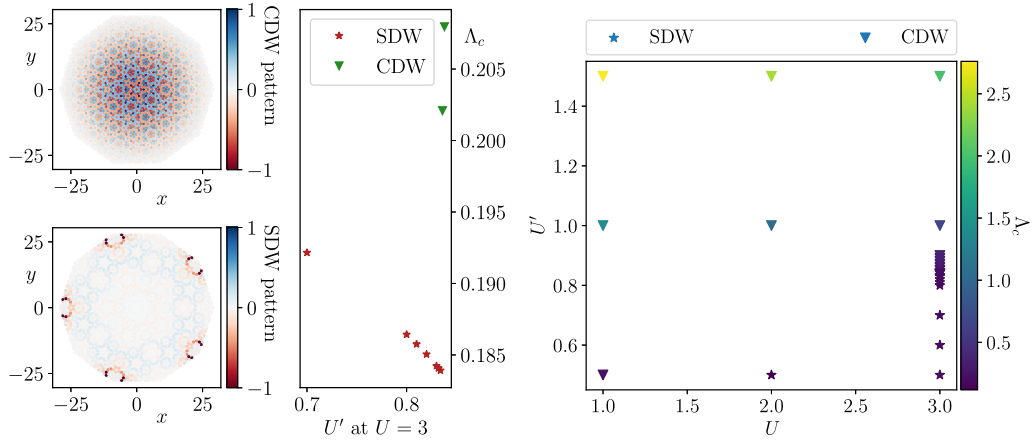 25
y
0
−25
−25
0
25
x
1
0
−1
CDW pattern
25
y
0
−25
−25
0
25
x
1
0
−1
SDW pattern
SDW
CDW
Λc
0.205
0.200
0.195
0.190
0.185
0.7
0.8
U′ at U = 3
SDW
CDW
U′
1.4
1.2
1.0
0.8
0.6
1.0
1.5
2.0
2.5
3.0
U
2.5
2.0
1.5
1.0
0.5
Λc